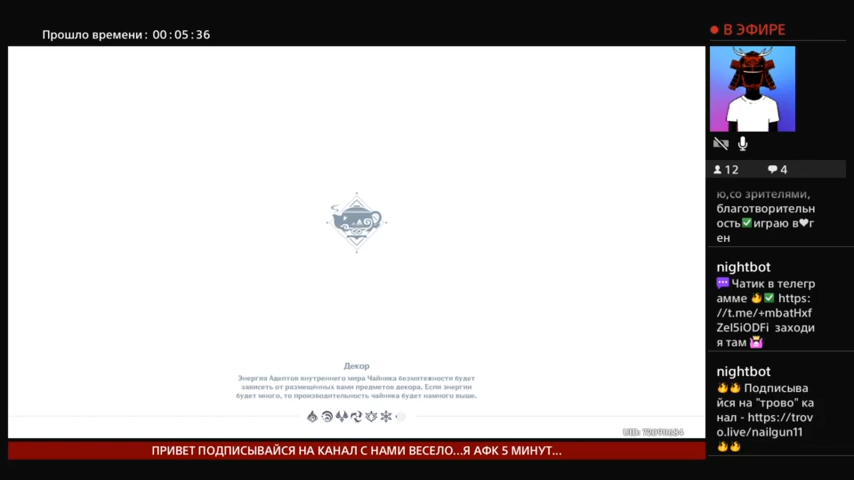 Прошло времени: 00:05:36
В ЭФИРЕ
12
4
ю,со зрителями,
благотворительн
ость✅играю в❤г
ен
nightbot
💬 Чатик в телегр
амме 🔥✅ https:
//t.me/+mbatHxf
ZeI5iODFi заходи
я там 👸
nightbot
🔥🔥 Подписыва
йся на "трово" ка
нал - https://trov
o.live/nailgun11
🔥🔥
Декор
Энергия Адептов внутреннего мира Чайника безмятежности будет
зависеть от размещённых вами предметов декора. Если энергии
будет много, то производительность чайника будет намного выше.
ПРИВЕТ ПОДПИСЫВАЙСЯ НА КАНАЛ С НАМИ ВЕСЕЛО...Я АФК 5 МИНУТ...